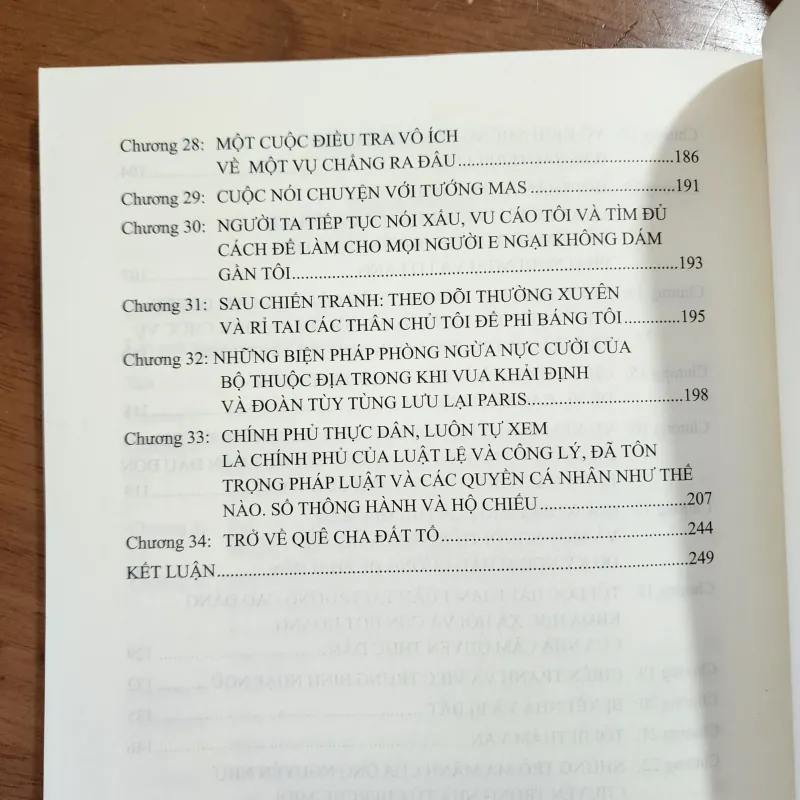 Chương 28: MỘT CUỘC ĐIỀU TRA VÔ ÍCH
VỀ MỘT VỤ CHẲNG RA ĐÂU..........186
Chương 29: CUỘC NÓI CHUYỆN VỚI TƯỚNG MAS..........191
Chương 30: NGƯỜI TA TIẾP TỤC NÓI XẤU, VU CÁO TÔI VÀ TÌM ĐỦ
CÁCH ĐỂ LÀM CHO MỌI NGƯỜI E NGẠI KHÔNG DÁM
GẦN TÔI..........193
Chương 31: SAU CHIẾN TRANH: THEO DÕI THƯỜNG XUYÊN
VÀ RỈ TAI CÁC THÂN CHỦ TÔI ĐỂ PHỈ BÁNG TÔI..........195
Chương 32: NHỮNG BIỆN PHÁP PHÒNG NGỪA NỰC CƯỜI CỦA
BỘ THUỘC ĐỊA TRONG KHI VUA KHẢI ĐỊNH
VÀ ĐOÀN TÙY TÙNG LƯU LẠI PARIS..........198
Chương 33: CHÍNH PHỦ THỰC DÂN, LUÔN TỰ XEM
LÀ CHÍNH PHỦ CỦA LUẬT LỆ VÀ CÔNG LÝ, ĐÃ TÔN
TRỌNG PHÁP LUẬT VÀ CÁC QUYỀN CÁ NHÂN NHƯ THẾ
NÀO. SỔ THÔNG HÀNH VÀ HỘ CHIẾU..........207
Chương 34: TRỞ VỀ QUÊ CHA ĐẤT TỔ..........244
KẾT LUẬN..........249